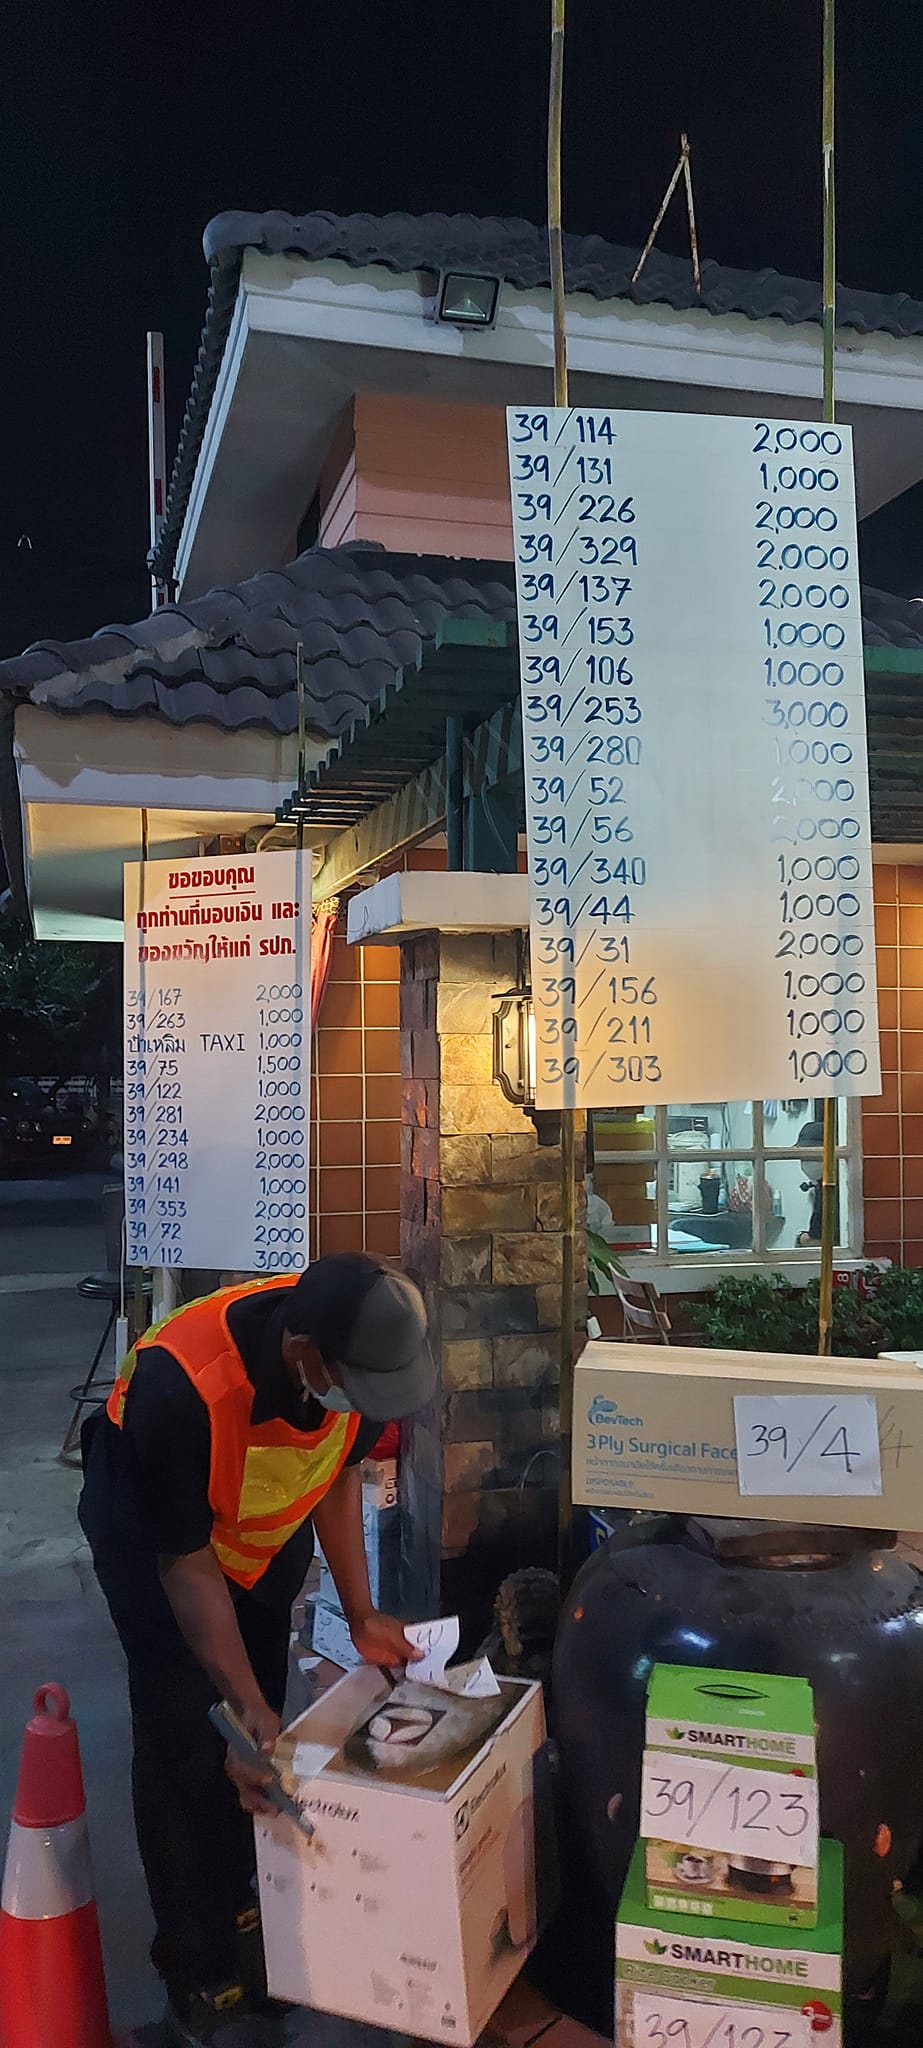 ขอขอบคุณ
ทุกท่านที่มอบเงิน และ
ของขวัญให้แก่ รปภ.
39/167 2,000
39/263 1,000
ป๋าเหลิม TAXI 1,000
39/75 1,500
39/122 1,000
39/281 2,000
39/234 1,000
39/298 2,000
39/141 1,000
39/353 2,000
39/72 2,000
39/112 3,000
39/114 2,000
39/131 1,000
39/226 2,000
39/329 2.000
39/137 2,000
39/153 1,000
39/106 1.000
39/253 3,000
39/280 1,000
39/52 2,000
39/56 2,000
39/340 1,000
39/44 1,000
39/31 2,000
39/156 1,000
39/211 1,000
39/303 1,000
BevTech
3 Ply Surgical Face
DISPOSABLE
39/4
Electrolux
Electrolux
SMARTHOME
39/123
SMARTHOME
Rice Cooker
39/123